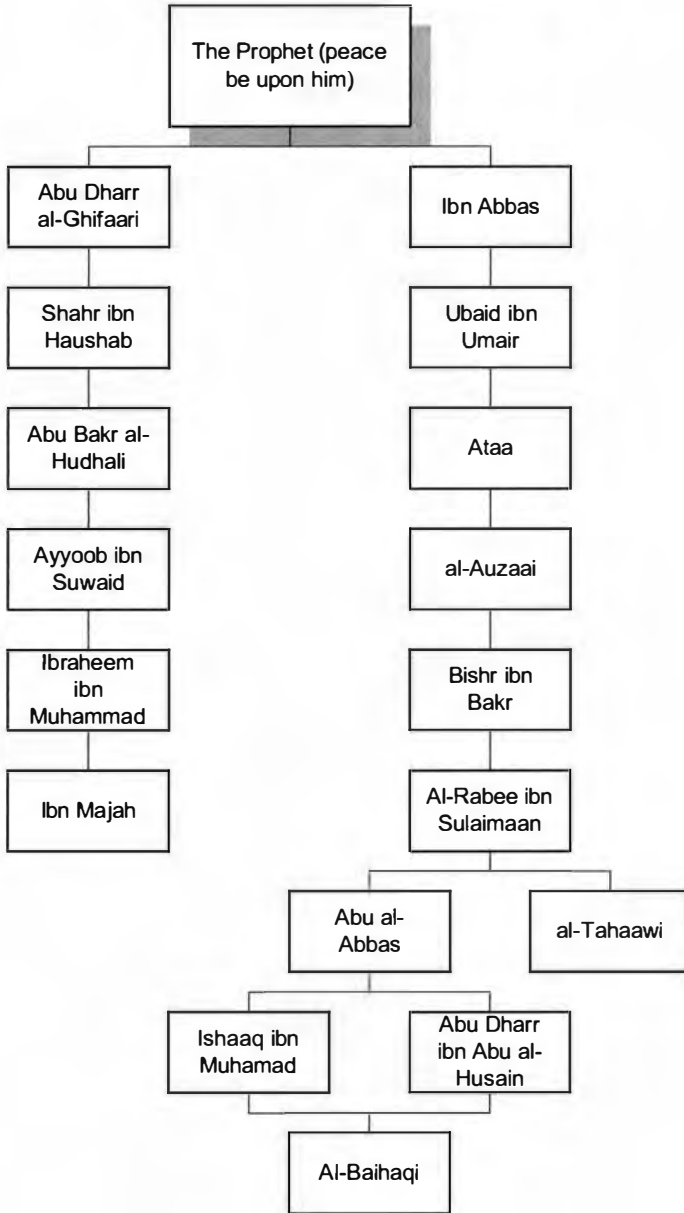 The Prophet (peace
be upon him)
Abu Dharr
al-Ghifaari
Ibn Abbas
Shahr ibn
Haushab
Ubaid ibn
Umair
Abu Bakr al-
Hudhali
Ataa
Ayyoob ibn
Suwaid
al-Auzaai
Ibraheem
ibn
Muhammad
Bishr ibn
Bakr
Ibn Majah
Al-Rabee ibn
Sulaimaan
Abu al-
Abbas
al-Tahaawi
Ishaaq ibn
Muhamad
Abu Dharr
ibn Abu al-
Husain
Al-Baihaqi